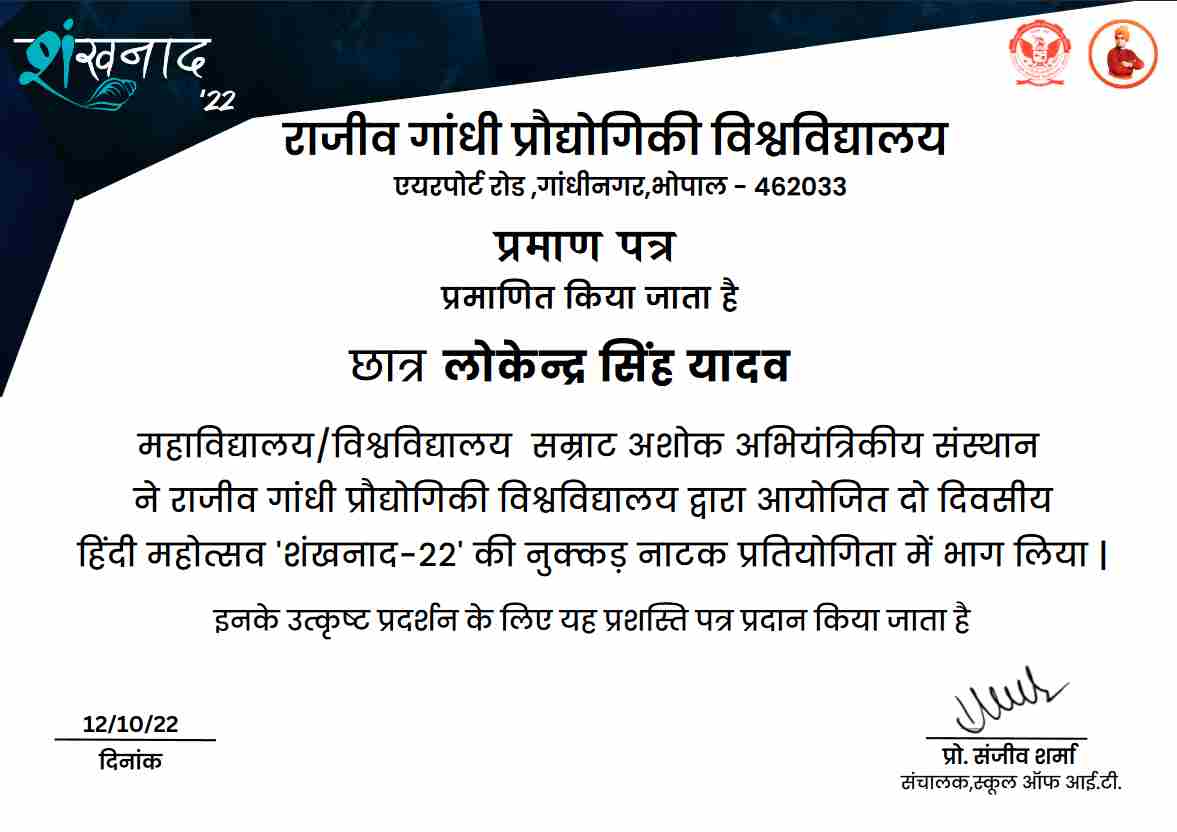 शंखनाद
'22
राजीव गांधी प्रौद्योगिकी विश्वविद्यालय
एयरपोर्ट रोड ,गांधीनगर,भोपाल - 462033
प्रमाण पत्र
प्रमाणित किया जाता है
छात्र लोकेन्द्र सिंह यादव
महाविद्यालय/विश्वविद्यालय सम्राट अशोक अभियंत्रिकीय संस्थान
ने राजीव गांधी प्रौद्योगिकी विश्वविद्यालय द्वारा आयोजित दो दिवसीय
हिंदी महोत्सव 'शंखनाद-22' की नुक्कड़ नाटक प्रतियोगिता में भाग लिया |
इनके उत्कृष्ट प्रदर्शन के लिए यह प्रशस्ति पत्र प्रदान किया जाता है
12/10/22
दिनांक
प्रो. संजीव शर्मा
संचालक,स्कूल ऑफ आई.टी.